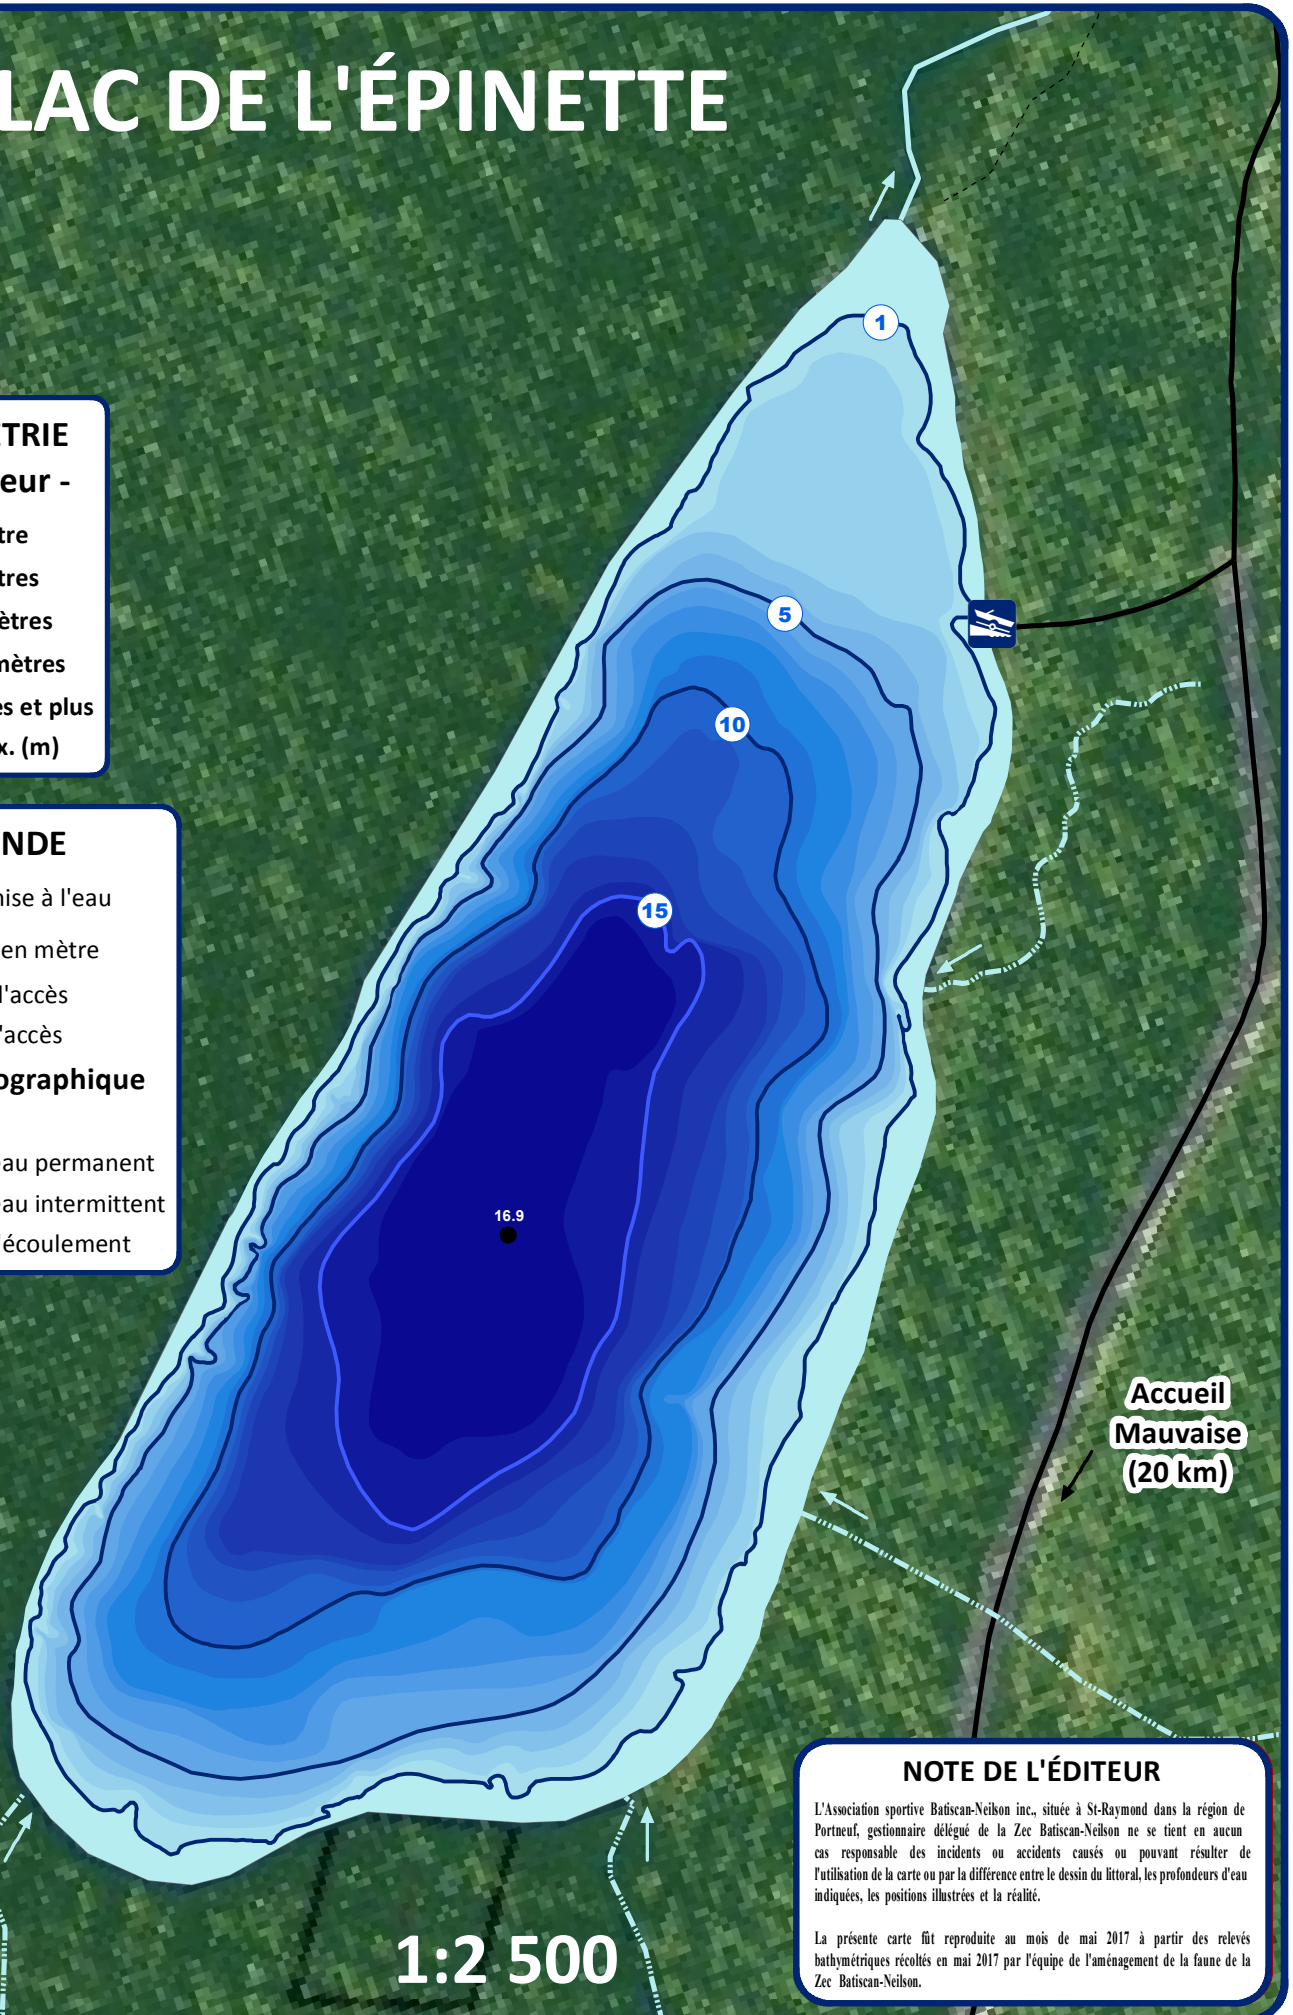 LAC DE L'ÉPINETTE
1
5
10
15
16.9
ÉTRIE
eur -
tre
tres
ètres
mètres
es et plus
x. (m)
NDE
mise à l'eau
en mètre
d'accès
l'accès
ographique
eau permanent
eau intermittent
'écoulement
Accueil
Mauvaise
(20 km)
1:2 500
NOTE DE L'ÉDITEUR
L'Association sportive Batiscan-Neilson inc., située à St-Raymond dans la région de
Portneuf, gestionnaire délégué de la Zec Batiscan-Neilson ne se tient en aucun
cas responsable des incidents ou accidents causés ou pouvant résulter de
l'utilisation de la carte ou par la différence entre le dessin du littoral, les profondeurs d'eau
indiquées, les positions illustrées et la réalité.
La présente carte fût reproduite au mois de mai 2017 à partir des relevés
bathymétriques récoltés en mai 2017 par l'équipe de l'aménagement de la faune de la
Zec Batiscan-Neilson.